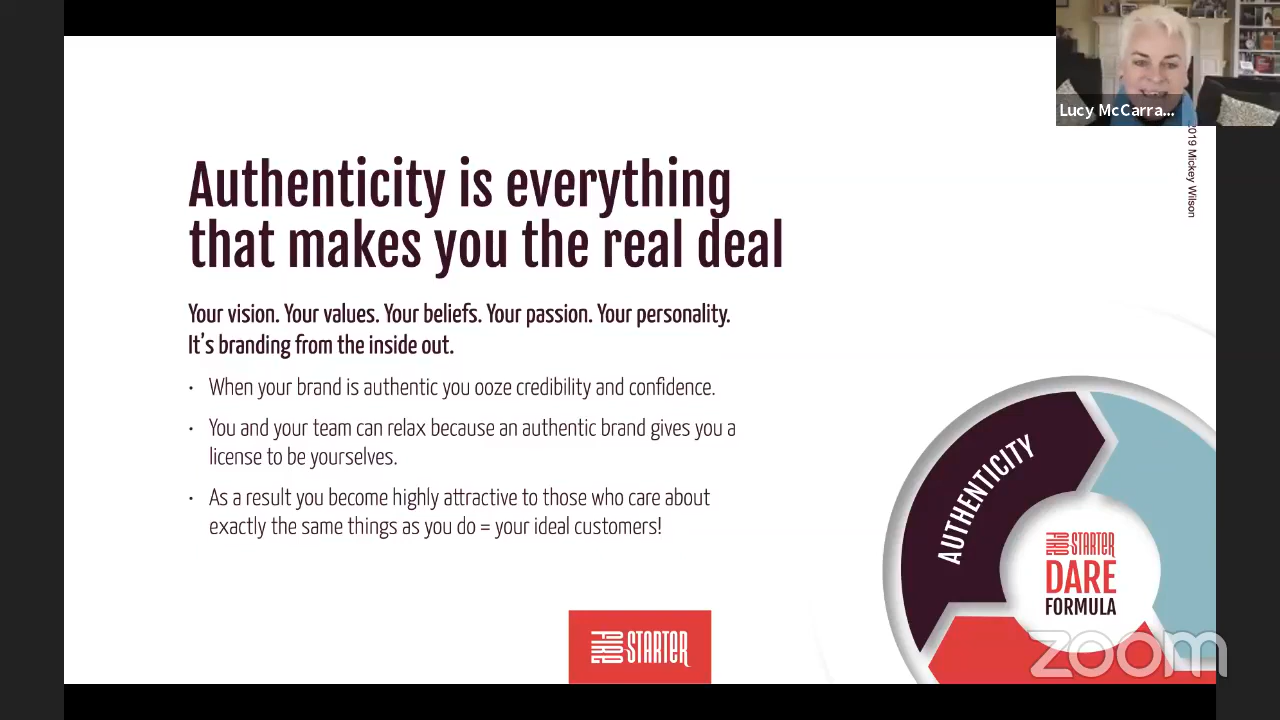 Lucy McCarra...
2019 Mickey Wilson
Authenticity is everything
that makes you the real deal
Your vision. Your values. Your beliefs. Your passion. Your personality.
It's branding from the inside out.
• When your brand is authentic you ooze credibility and confidence.
• You and your team can relax because an authentic brand gives you a
license to be yourselves.
• As a result you become highly attractive to those who care about
exactly the same things as you do = your ideal customers!
AUTHENTICITY
FIRE STARTER
DARE
FORMULA
FIRE STARTER
zoom